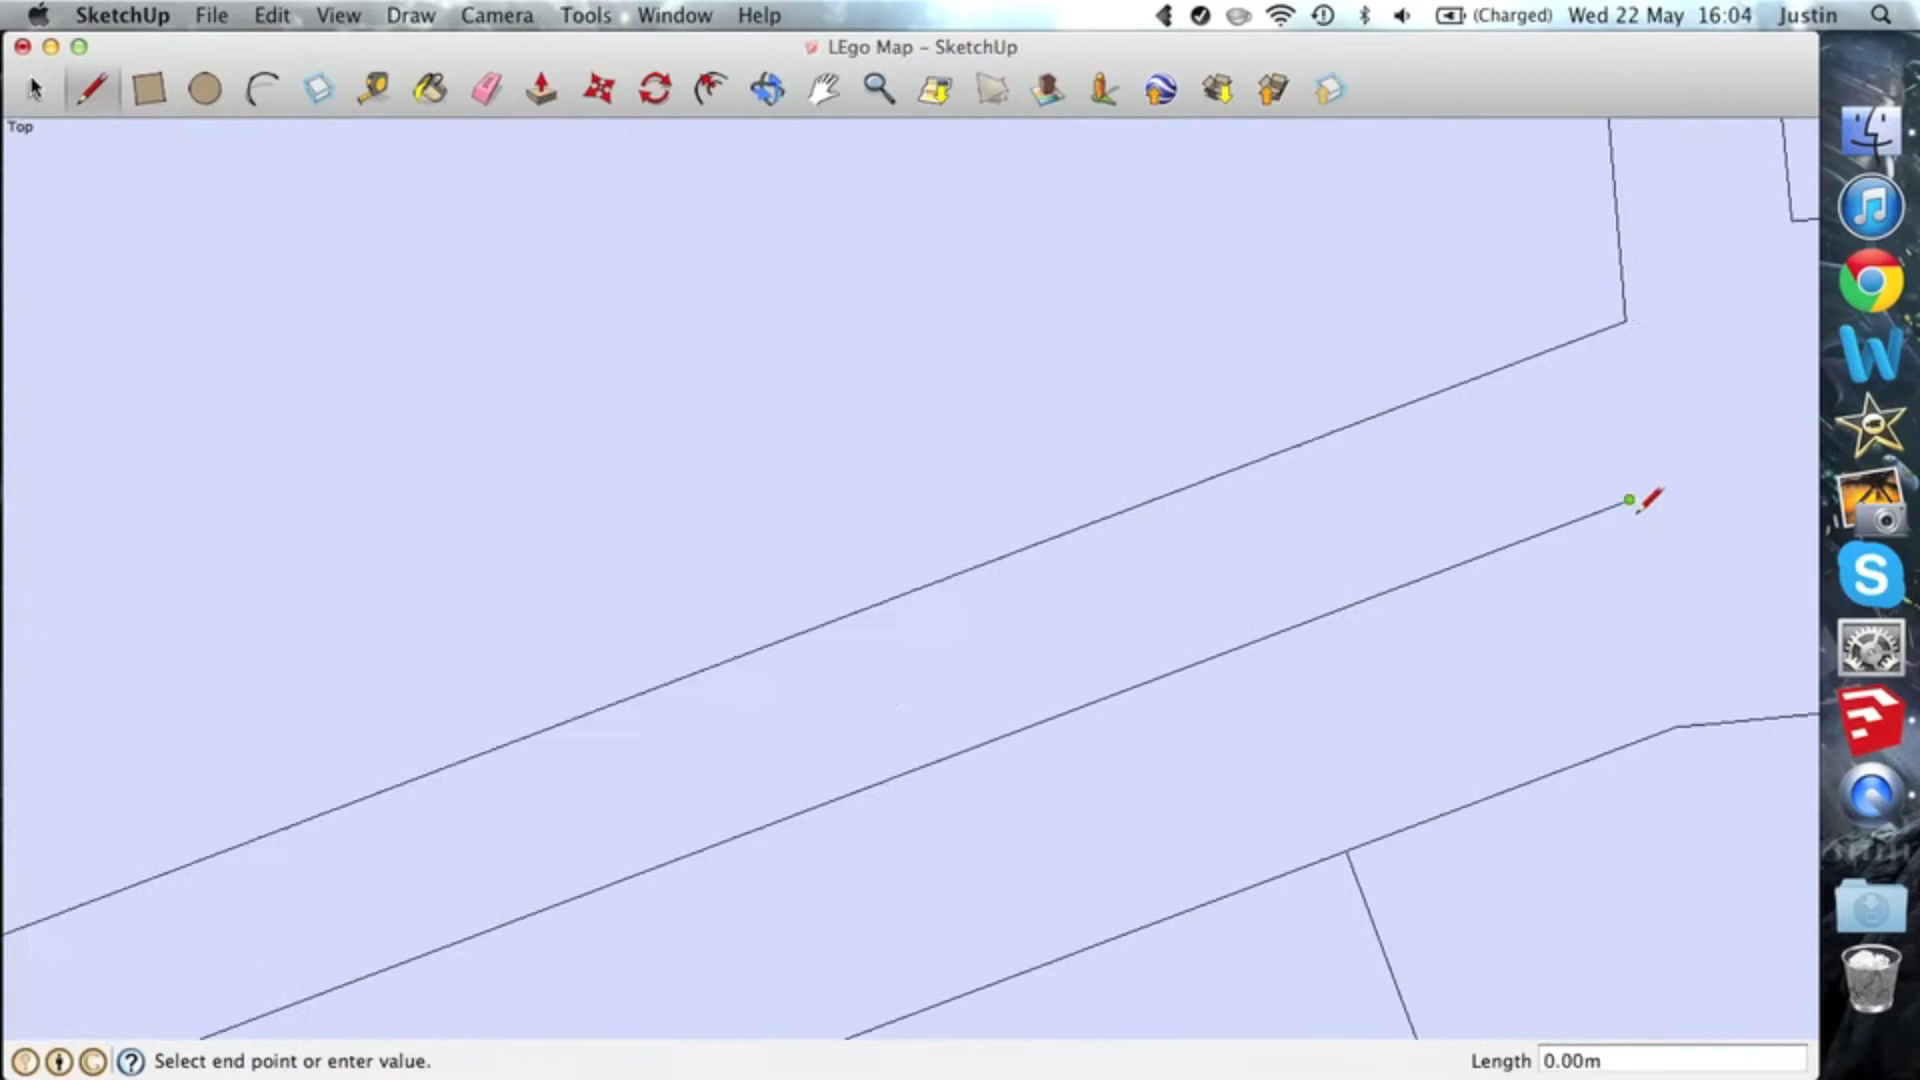 SketchUp File Edit View Draw Camera Tools Window Help (Charged) Wed 22 May 16:04 Justin
LEgo Map – SketchUp
Top
W
S
Select end point or enter value. Length 0.00m